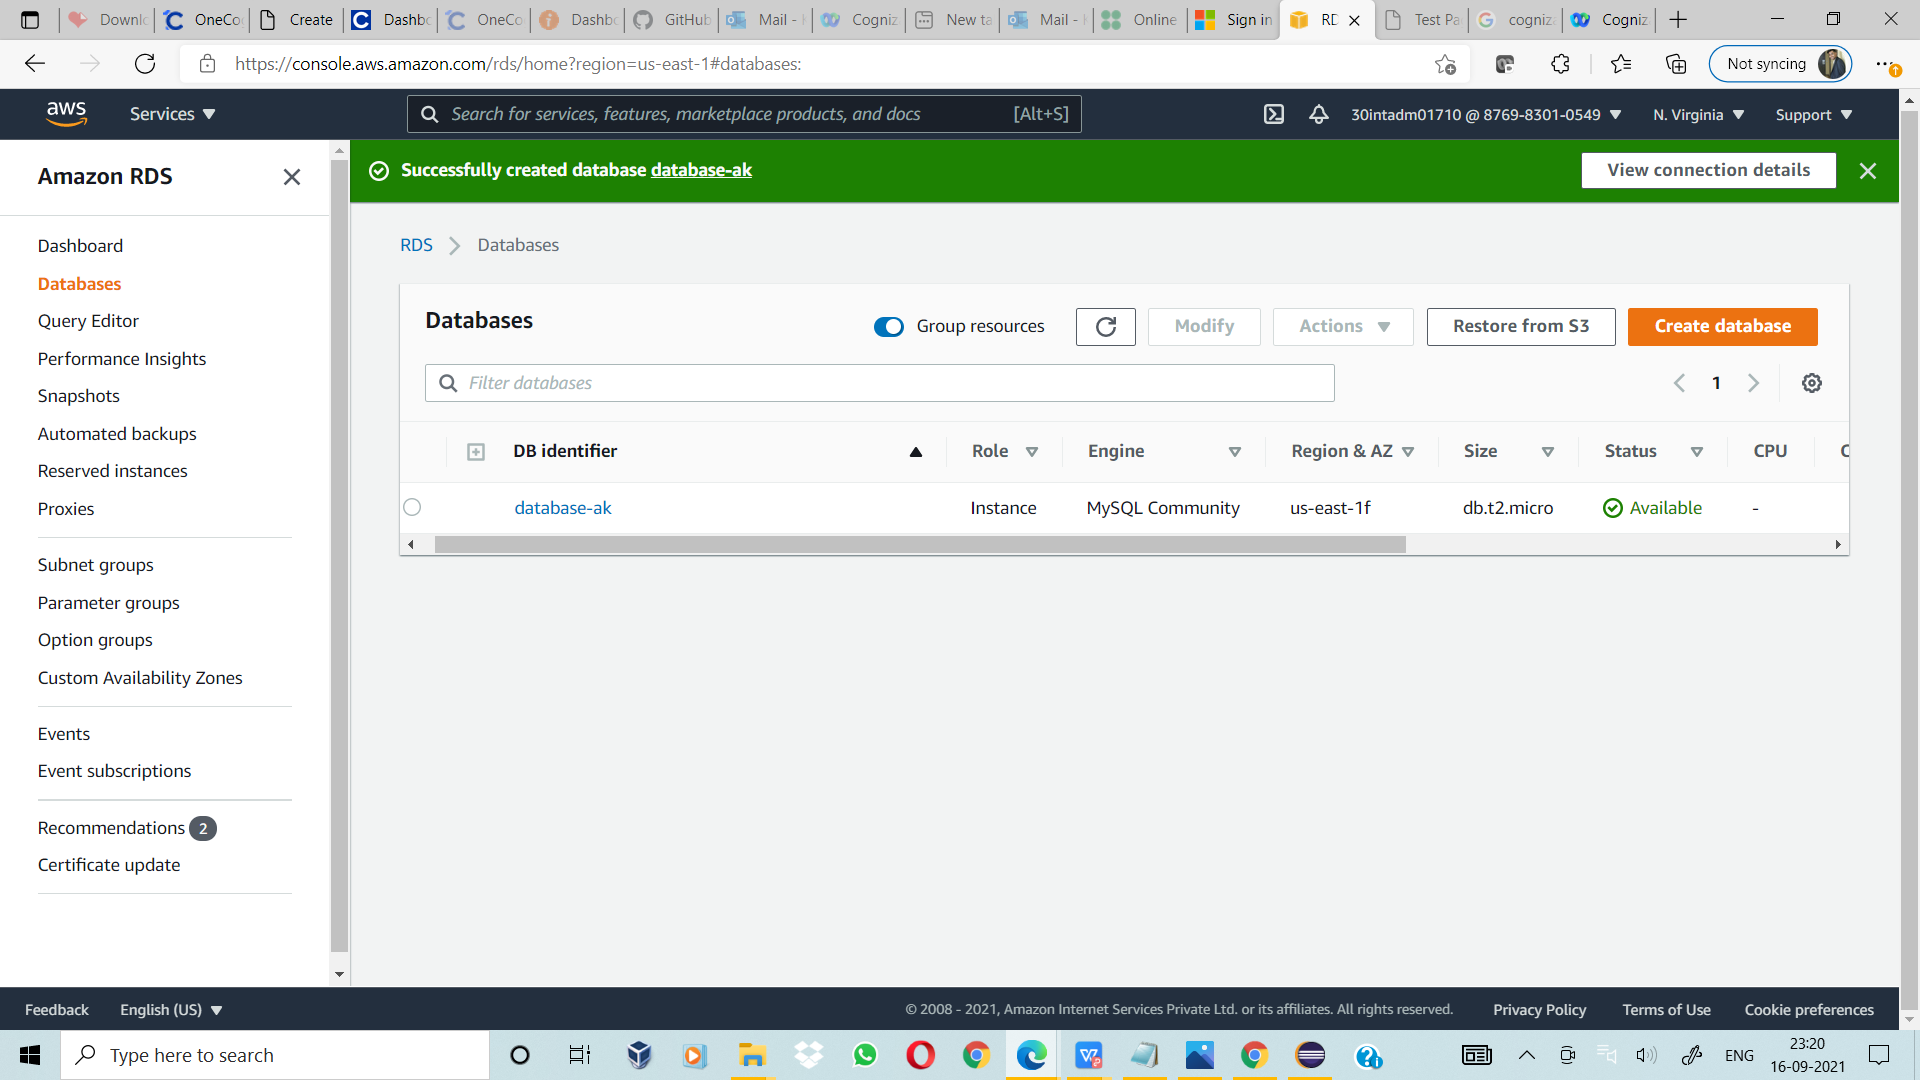 Downlo OneCo Create Dashbo OneCo Dashbo GitHub Mail - Cogniz New ta Mail - Online Sign in RD Test Pa cogniza Cogniz
https://console.aws.amazon.com/rds/home?region=us-east-1#databases:
Not syncing
aws Services Search for services, features, marketplace products, and docs [Alt+S] 30intadm01710 @ 8769-8301-0549 N. Virginia Support
Amazon RDS
Successfully created database database-ak View connection details
Dashboard
Databases
Query Editor
Performance Insights
Snapshots
Automated backups
Reserved instances
Proxies
Subnet groups
Parameter groups
Option groups
Custom Availability Zones
Events
Event subscriptions
Recommendations 2
Certificate update
RDS Databases
Databases Group resources Modify Actions Restore from S3 Create database
Filter databases 1
DB identifier Role Engine Region & AZ Size Status CPU C
database-ak Instance MySQL Community us-east-1f db.t2.micro Available -
Feedback English (US) © 2008 - 2021, Amazon Internet Services Private Ltd. or its affiliates. All rights reserved. Privacy Policy Terms of Use Cookie preferences
Type here to search ENG 23:20
16-09-2021